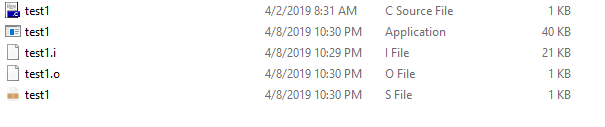 test1 4/2/2019 8:31 AM C Source File 1 KB
test1 4/8/2019 10:30 PM Application 40 KB
test1.i 4/8/2019 10:29 PM I File 21 KB
test1.o 4/8/2019 10:30 PM O File 1 KB
test1 4/8/2019 10:30 PM S File 1 KB